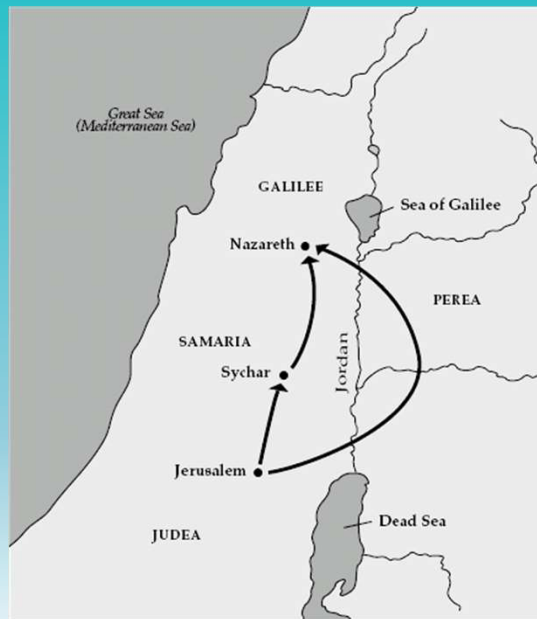 Great Sea
(Mediterranean Sea)
GALILEE
Sea of Galilee
Nazareth
PEREA
SAMARIA
Jordan
Sychar
Jerusalem
Dead Sea
JUDEA